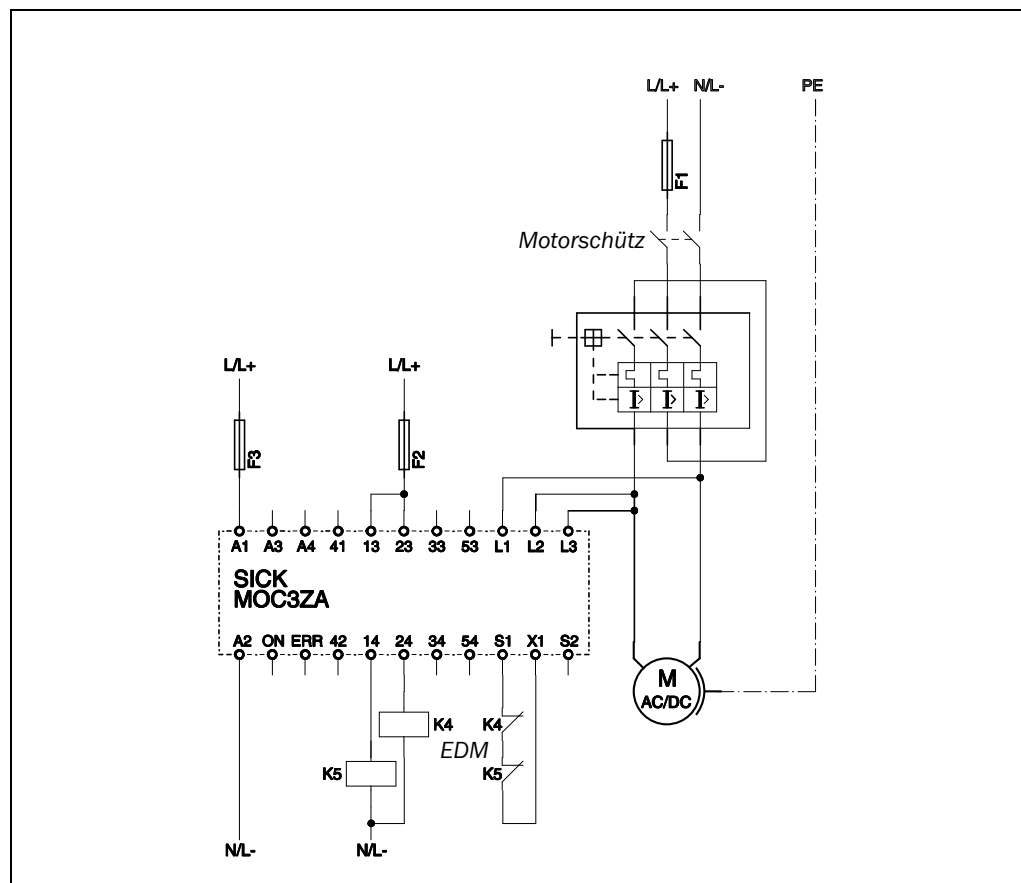 L/L+ N/L- PE
F1
Motorschütz
L/L+ L/L+
F3 F2
I> I> I>
A1 A3 A4 41 13 23 33 53 L1 L2 L3
SICK
MOC3ZA
A2 ON ERR 42 14 24 34 54 S1 X1 S2
M
AC/DC
K4 K4
EDM
K5 K5
N/L- N/L-